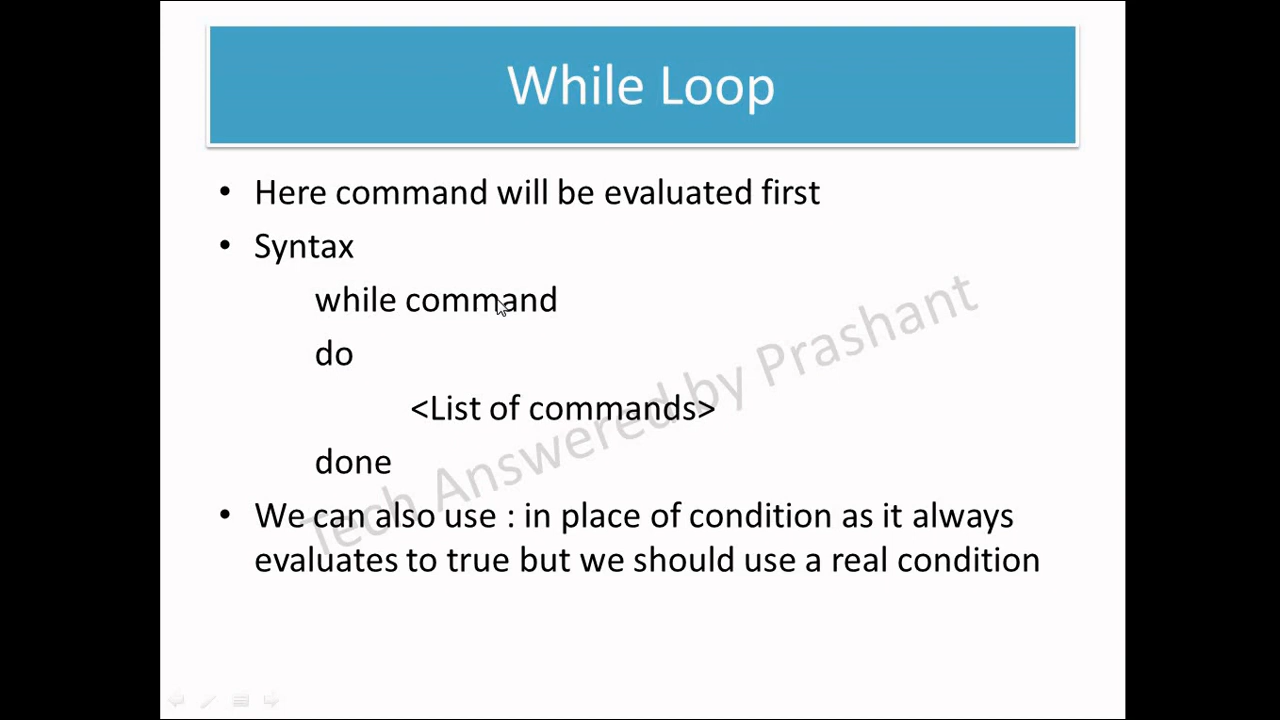 While Loop
• Here command will be evaluated first
• Syntax
while command
do
<List of commands>
done
• We can also use : in place of condition as it always
evaluates to true but we should use a real condition
Tech Answered by Prashant